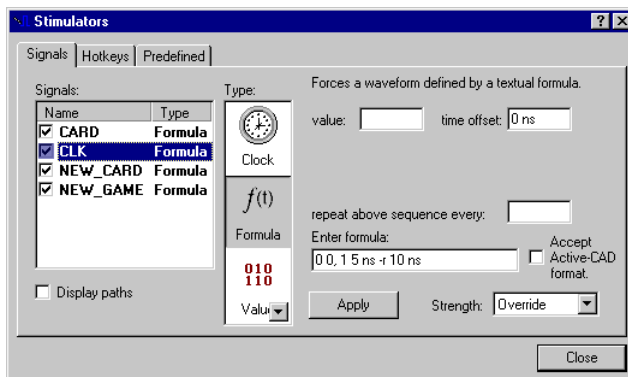 Stimulators
Signals Hotkeys Predefined
Signals:
Name Type
CARD Formula
CLK Formula
NEW_CARD Formula
NEW_GAME Formula
Display paths
Type:
Clock
f(t)
Formula
010
110
Value
Forces a waveform defined by a textual formula.
value: time offset: 0 ns
repeat above sequence every:
Enter formula:
0 0, 1 5 ns -r 10 ns
Accept
Active-CAD
format.
Apply Strength: Override
Close